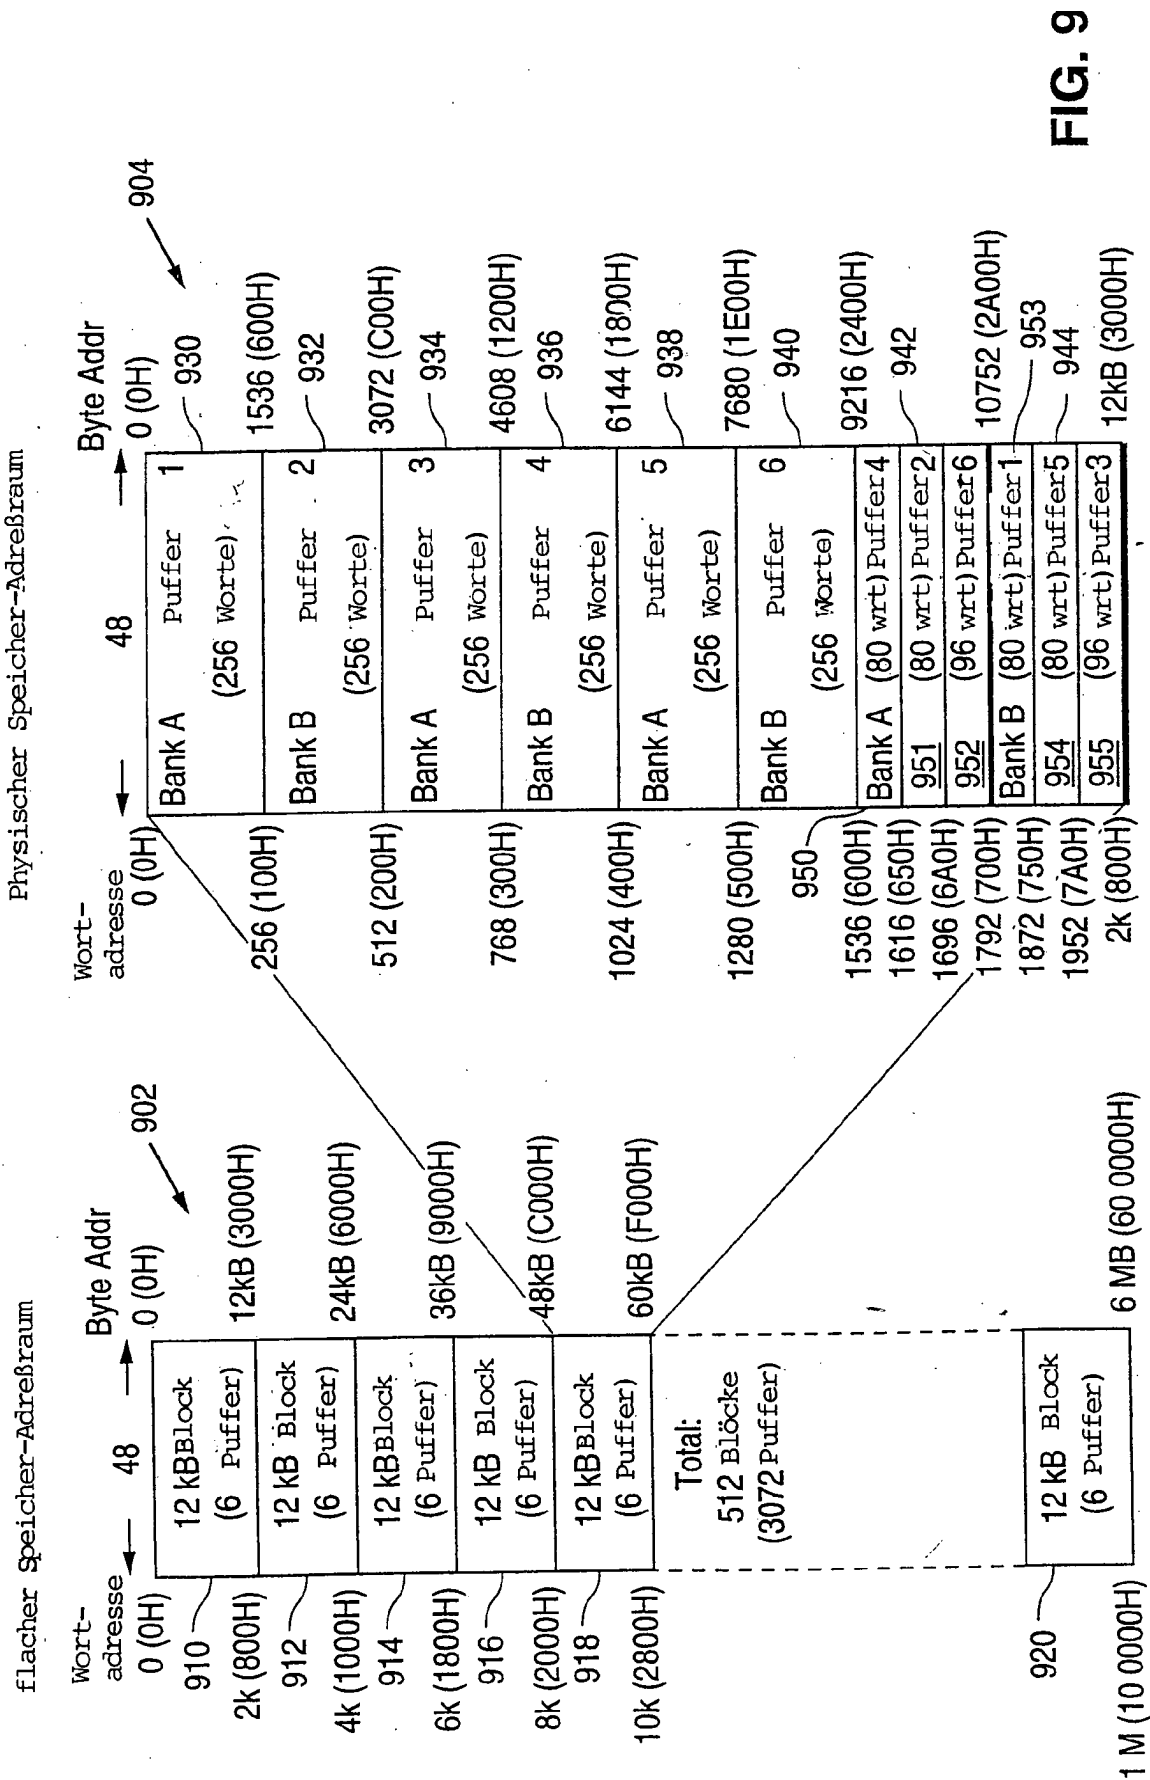 flacher Speicher-Adreßraum
Wort-
adresse
48
Byte Addr
902
0 (0H)
0 (0H)
910
12 kB Block
(6 Puffer)
2k (800H)
12kB (3000H)
912
12 kB Block
(6 Puffer)
4k (1000H)
24kB (6000H)
914
12 kB Block
(6 Puffer)
6k (1800H)
36kB (9000H)
916
12 kB Block
(6 Puffer)
8k (2000H)
48kB (C000H)
918
12 kB Block
(6 Puffer)
10k (2800H)
60kB (F000H)
Total:
512 Blöcke
(3072 Puffer)
920
12 kB Block
(6 Puffer)
1 M (10 0000H)
6 MB (60 0000H)
Physischer Speicher-Adreßraum
Wort-
adresse
48
Byte Addr
904
0 (0H)
0 (0H)
Bank A Puffer 1
(256 Worte)
930
256 (100H)
1536 (600H)
Bank B Puffer 2
(256 Worte)
932
512 (200H)
3072 (C00H)
Bank A Puffer 3
(256 Worte)
934
768 (300H)
4608 (1200H)
Bank B Puffer 4
(256 Worte)
936
1024 (400H)
6144 (1800H)
Bank A Puffer 5
(256 Worte)
938
1280 (500H)
7680 (1E00H)
Bank B Puffer 6
(256 Worte)
940
950
1536 (600H)
9216 (2400H)
Bank A (80 wrt) Puffer 4
1616 (650H)
951 (80 wrt) Puffer 2
942
1696 (6A0H)
952 (96 wrt) Puffer 6
1792 (700H)
10752 (2A00H)
Bank B (80 wrt) Puffer 1
953
1872 (750H)
954 (80 wrt) Puffer 5
944
1952 (7A0H)
955 (96 wrt) Puffer 3
2k (800H)
12kB (3000H)
FIG. 9